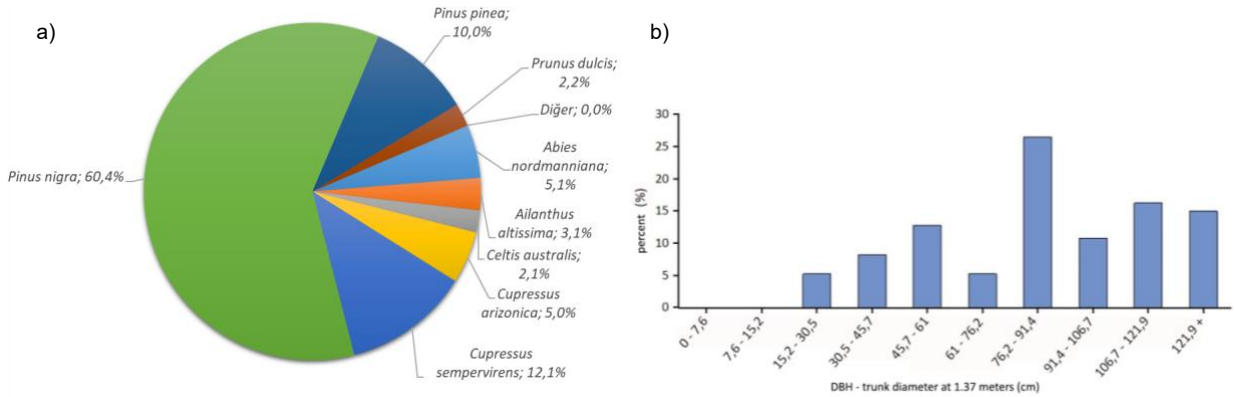 a)
Pinus pinea;
10,0%
Prunus dulcis;
2,2%
Diğer; 0,0%
Abies
nordmanniana;
5,1%
Ailanthus
altissima; 3,1%
Celtis australis;
2,1%
Cupressus
arizonica; 5,0%
Cupressus
sempervirens; 12,1%
Pinus nigra; 60,4%
b)
percent (%)
30
25
20
15
10
5
0
0 - 7,6
7,6 - 15,2
15,2 - 30,5
30,5 - 45,7
45,7 - 61
61 - 76,2
76,2 - 91,4
91,4 - 106,7
106,7 - 121,9
121,9 +
DBH - trunk diameter at 1.37 meters (cm)